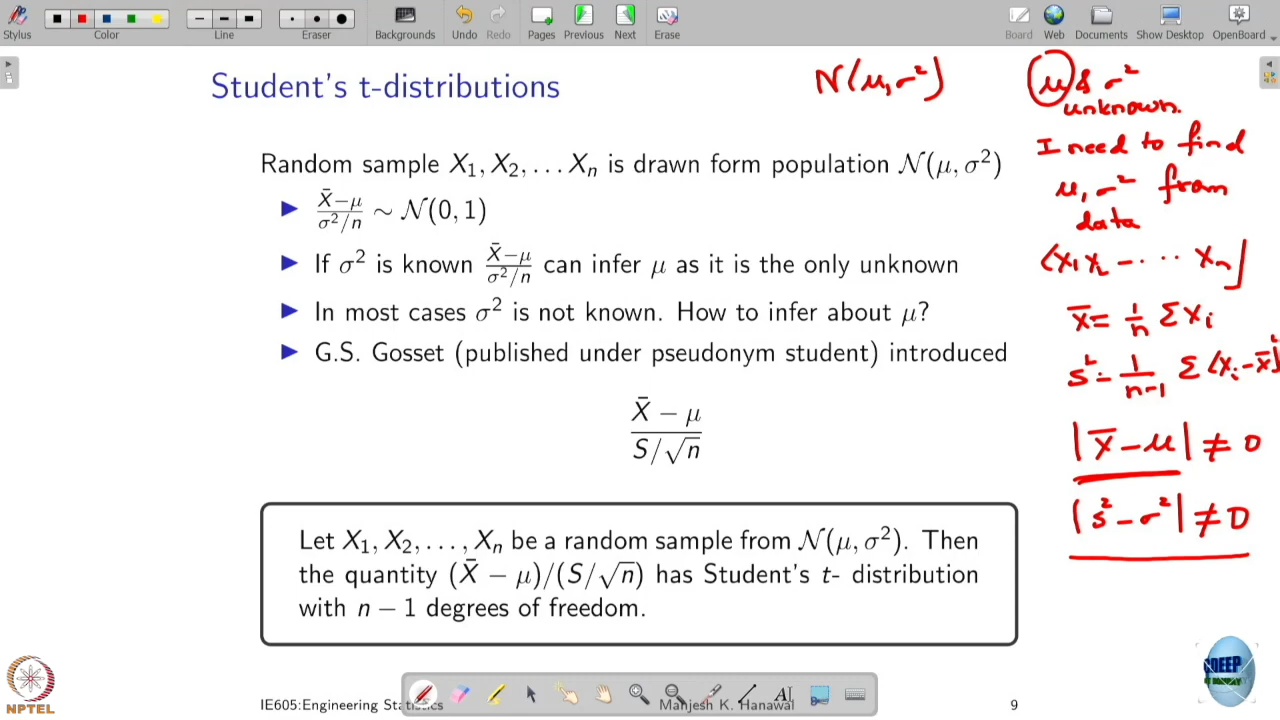 Stylus
Color
Line
Eraser
Backgrounds
Undo
Redo
Pages
Previous
Next
Erase
Board
Web
Documents
Show Desktop
OpenBoard
Student's t-distributions
N(μ, σ²)
μ & σ²
unknown.
I need to find
μ, σ² from
data
(X₁ X₂ - ... Xₙ]
X̄ = 1/n Σ Xᵢ
S² = 1/(n-1) Σ (Xᵢ - X̄)²
|X̄ - μ| ≠ 0
|S² - σ²| ≠ 0
Random sample X₁, X₂, . . . Xₙ is drawn form population N(μ, σ²)
▶ (X̄−μ)/(σ²/n) ∼ N(0, 1)
▶ If σ² is known (X̄−μ)/(σ²/n) can infer μ as it is the only unknown
▶ In most cases σ² is not known. How to infer about μ?
▶ G.S. Gosset (published under pseudonym student) introduced
X̄ − μ
S/√n
Let X₁, X₂, . . . , Xₙ be a random sample from N(μ, σ²). Then
the quantity (X̄ − μ)/(S/√n) has Student's t- distribution
with n − 1 degrees of freedom.
NPTEL
IE605:Engineering Statistics
Manjesh K. Hanawal
9